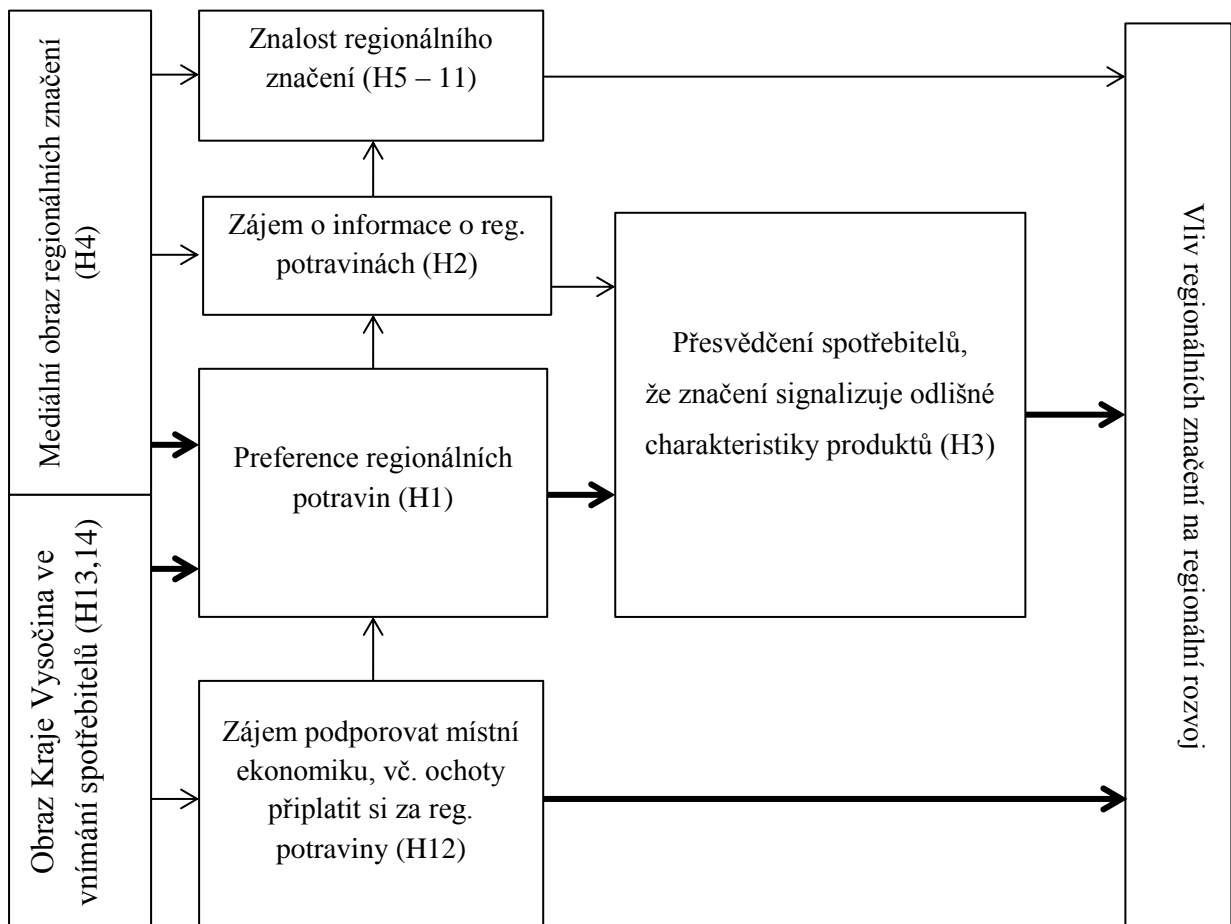 Mediální obraz regionálních značení
(H4)
Obraz Kraje Vysočina ve
vnímání spotřebitelů (H13,14)
Znalost regionálního
značení (H5 – 11)
Zájem o informace o reg.
potravinách (H2)
Preference regionálních
potravin (H1)
Zájem podporovat místní
ekonomiku, vč. ochoty
připlatit si za reg.
potraviny (H12)
Přesvědčení spotřebitelů,
že značení signalizuje odlišné
charakteristiky produktů (H3)
Vliv regionálních značení na regionální rozvoj